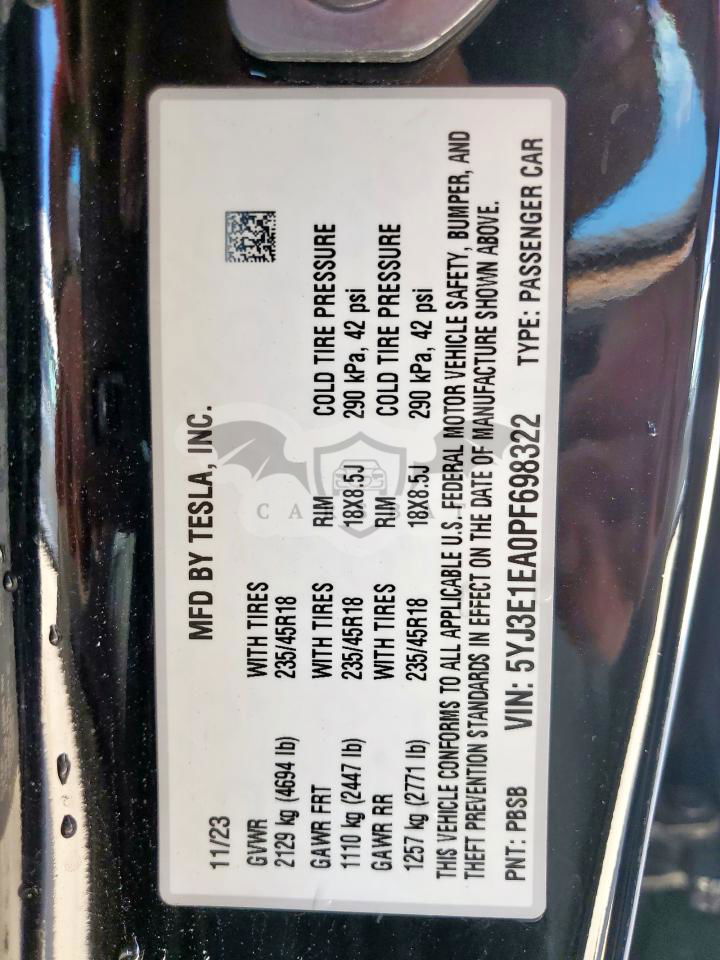 MFD BY TESLA, INC.
11/23
GVWR WITH TIRES
2129 kg (4694 lb) 235/45R18
GAWR FRT WITH TIRES RIM COLD TIRE PRESSURE
1110 kg (2447 lb) 235/45R18 18X8.5J 290 kPa, 42 psi
GAWR RR WITH TIRES RIM COLD TIRE PRESSURE
1257 kg (2771 lb) 235/45R18 18X8.5J 290 kPa, 42 psi
THIS VEHICLE CONFORMS TO ALL APPLICABLE U.S. FEDERAL MOTOR VEHICLE SAFETY, BUMPER, AND
THEFT PREVENTION STANDARDS IN EFFECT ON THE DATE OF MANUFACTURE SHOWN ABOVE.
PNT: PBSB VIN: 5YJ3E1EA0PF698322 TYPE: PASSENGER CAR